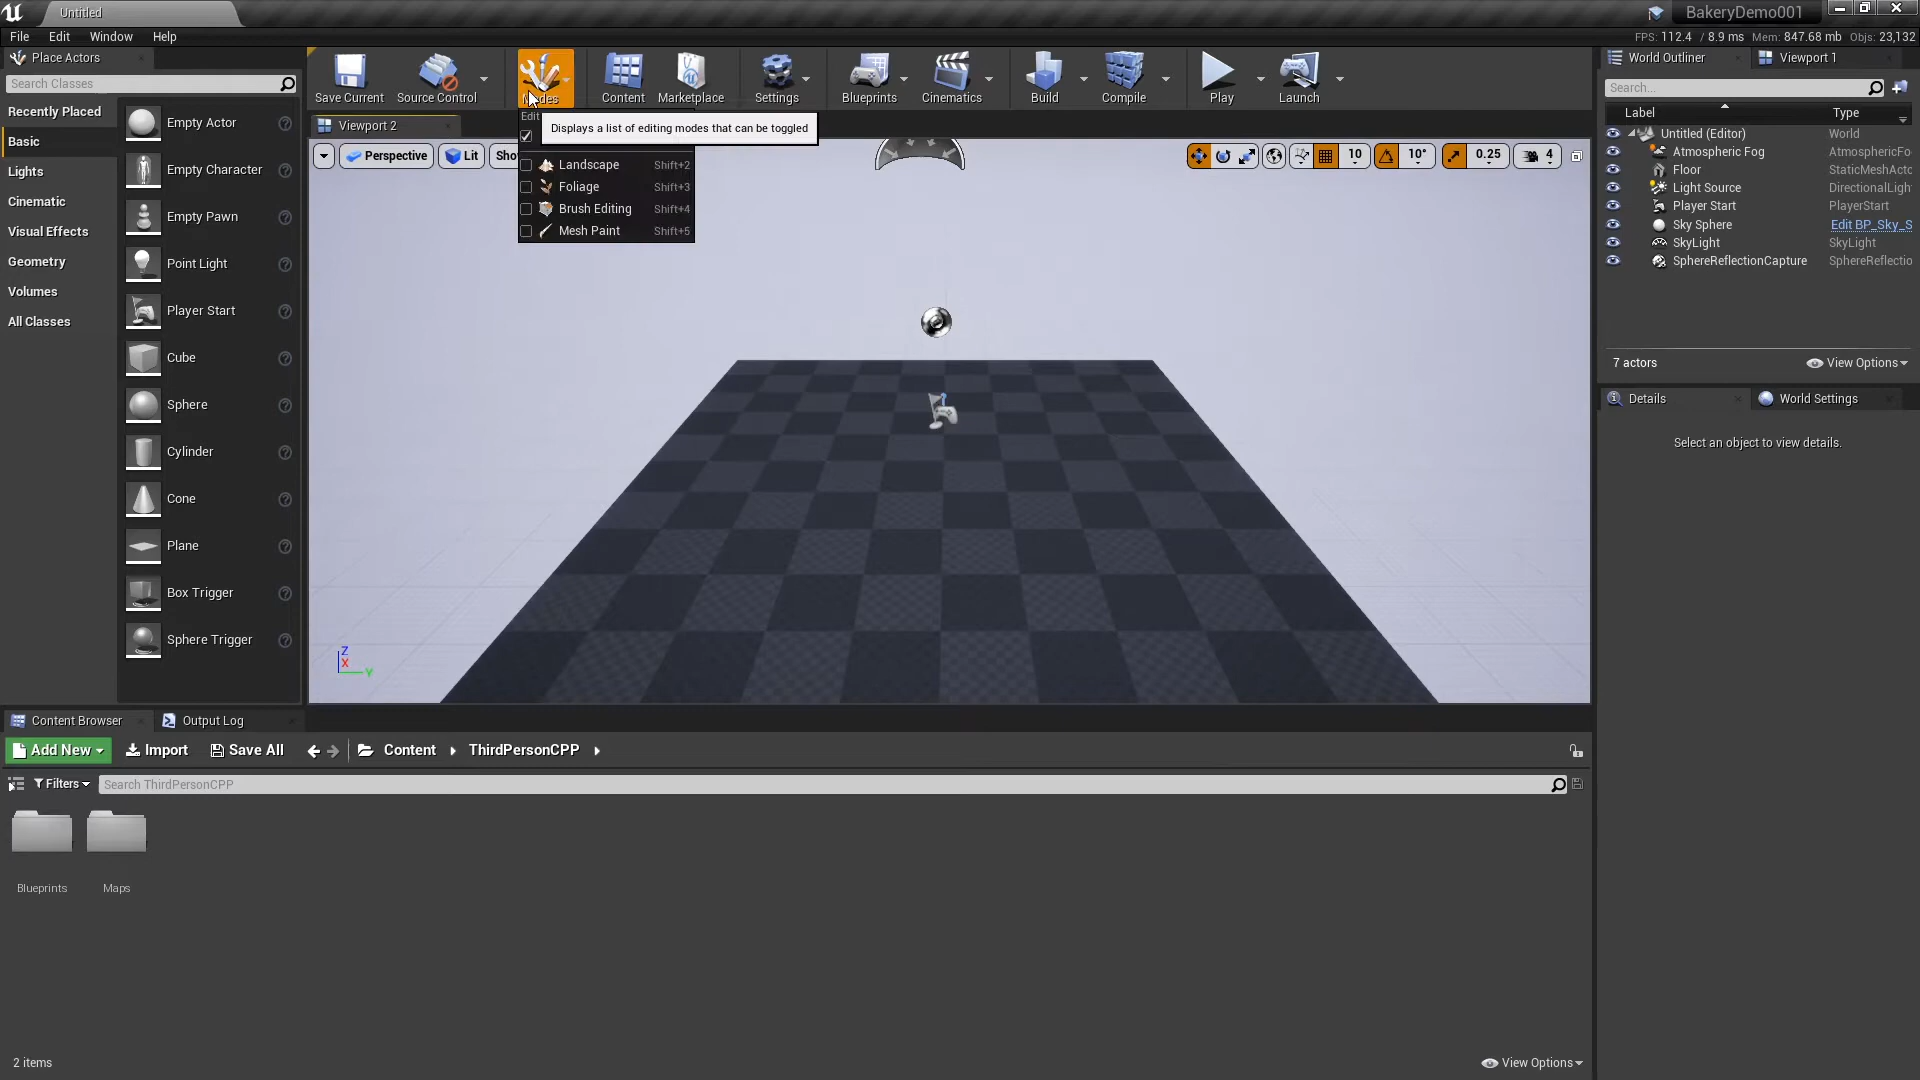 Untitled
BakeryDemo001
File Edit Window Help
FPS: 112.4 / 8.9 ms Mem: 847.68 mb Objs: 23,132
Place Actors
Search Classes
Recently Placed
Basic
Lights
Cinematic
Visual Effects
Geometry
Volumes
All Classes
Empty Actor
Empty Character
Empty Pawn
Point Light
Player Start
Cube
Sphere
Cylinder
Cone
Plane
Box Trigger
Sphere Trigger
Save Current
Source Control
Content
Marketplace
Settings
Blueprints
Cinematics
Build
Compile
Play
Launch
Viewport 2
Edit
Displays a list of editing modes that can be toggled
Landscape Shift+2
Foliage Shift+3
Brush Editing Shift+4
Mesh Paint Shift+5
Perspective
Lit
Sho
10
10°
0.25
4
Z
X
Y
World Outliner
Viewport 1
Search...
Label Type
Untitled (Editor) World
Atmospheric Fog AtmosphericFo
Floor StaticMeshActo
Light Source DirectionalLigh
Player Start PlayerStart
Sky Sphere Edit BP_Sky_S
SkyLight SkyLight
SphereReflectionCapture SphereReflectio
7 actors
View Options
Details
World Settings
Select an object to view details.
Content Browser
Output Log
Add New
Import
Save All
Content
ThirdPersonCPP
Filters
Search ThirdPersonCPP
Blueprints
Maps
2 items
View Options